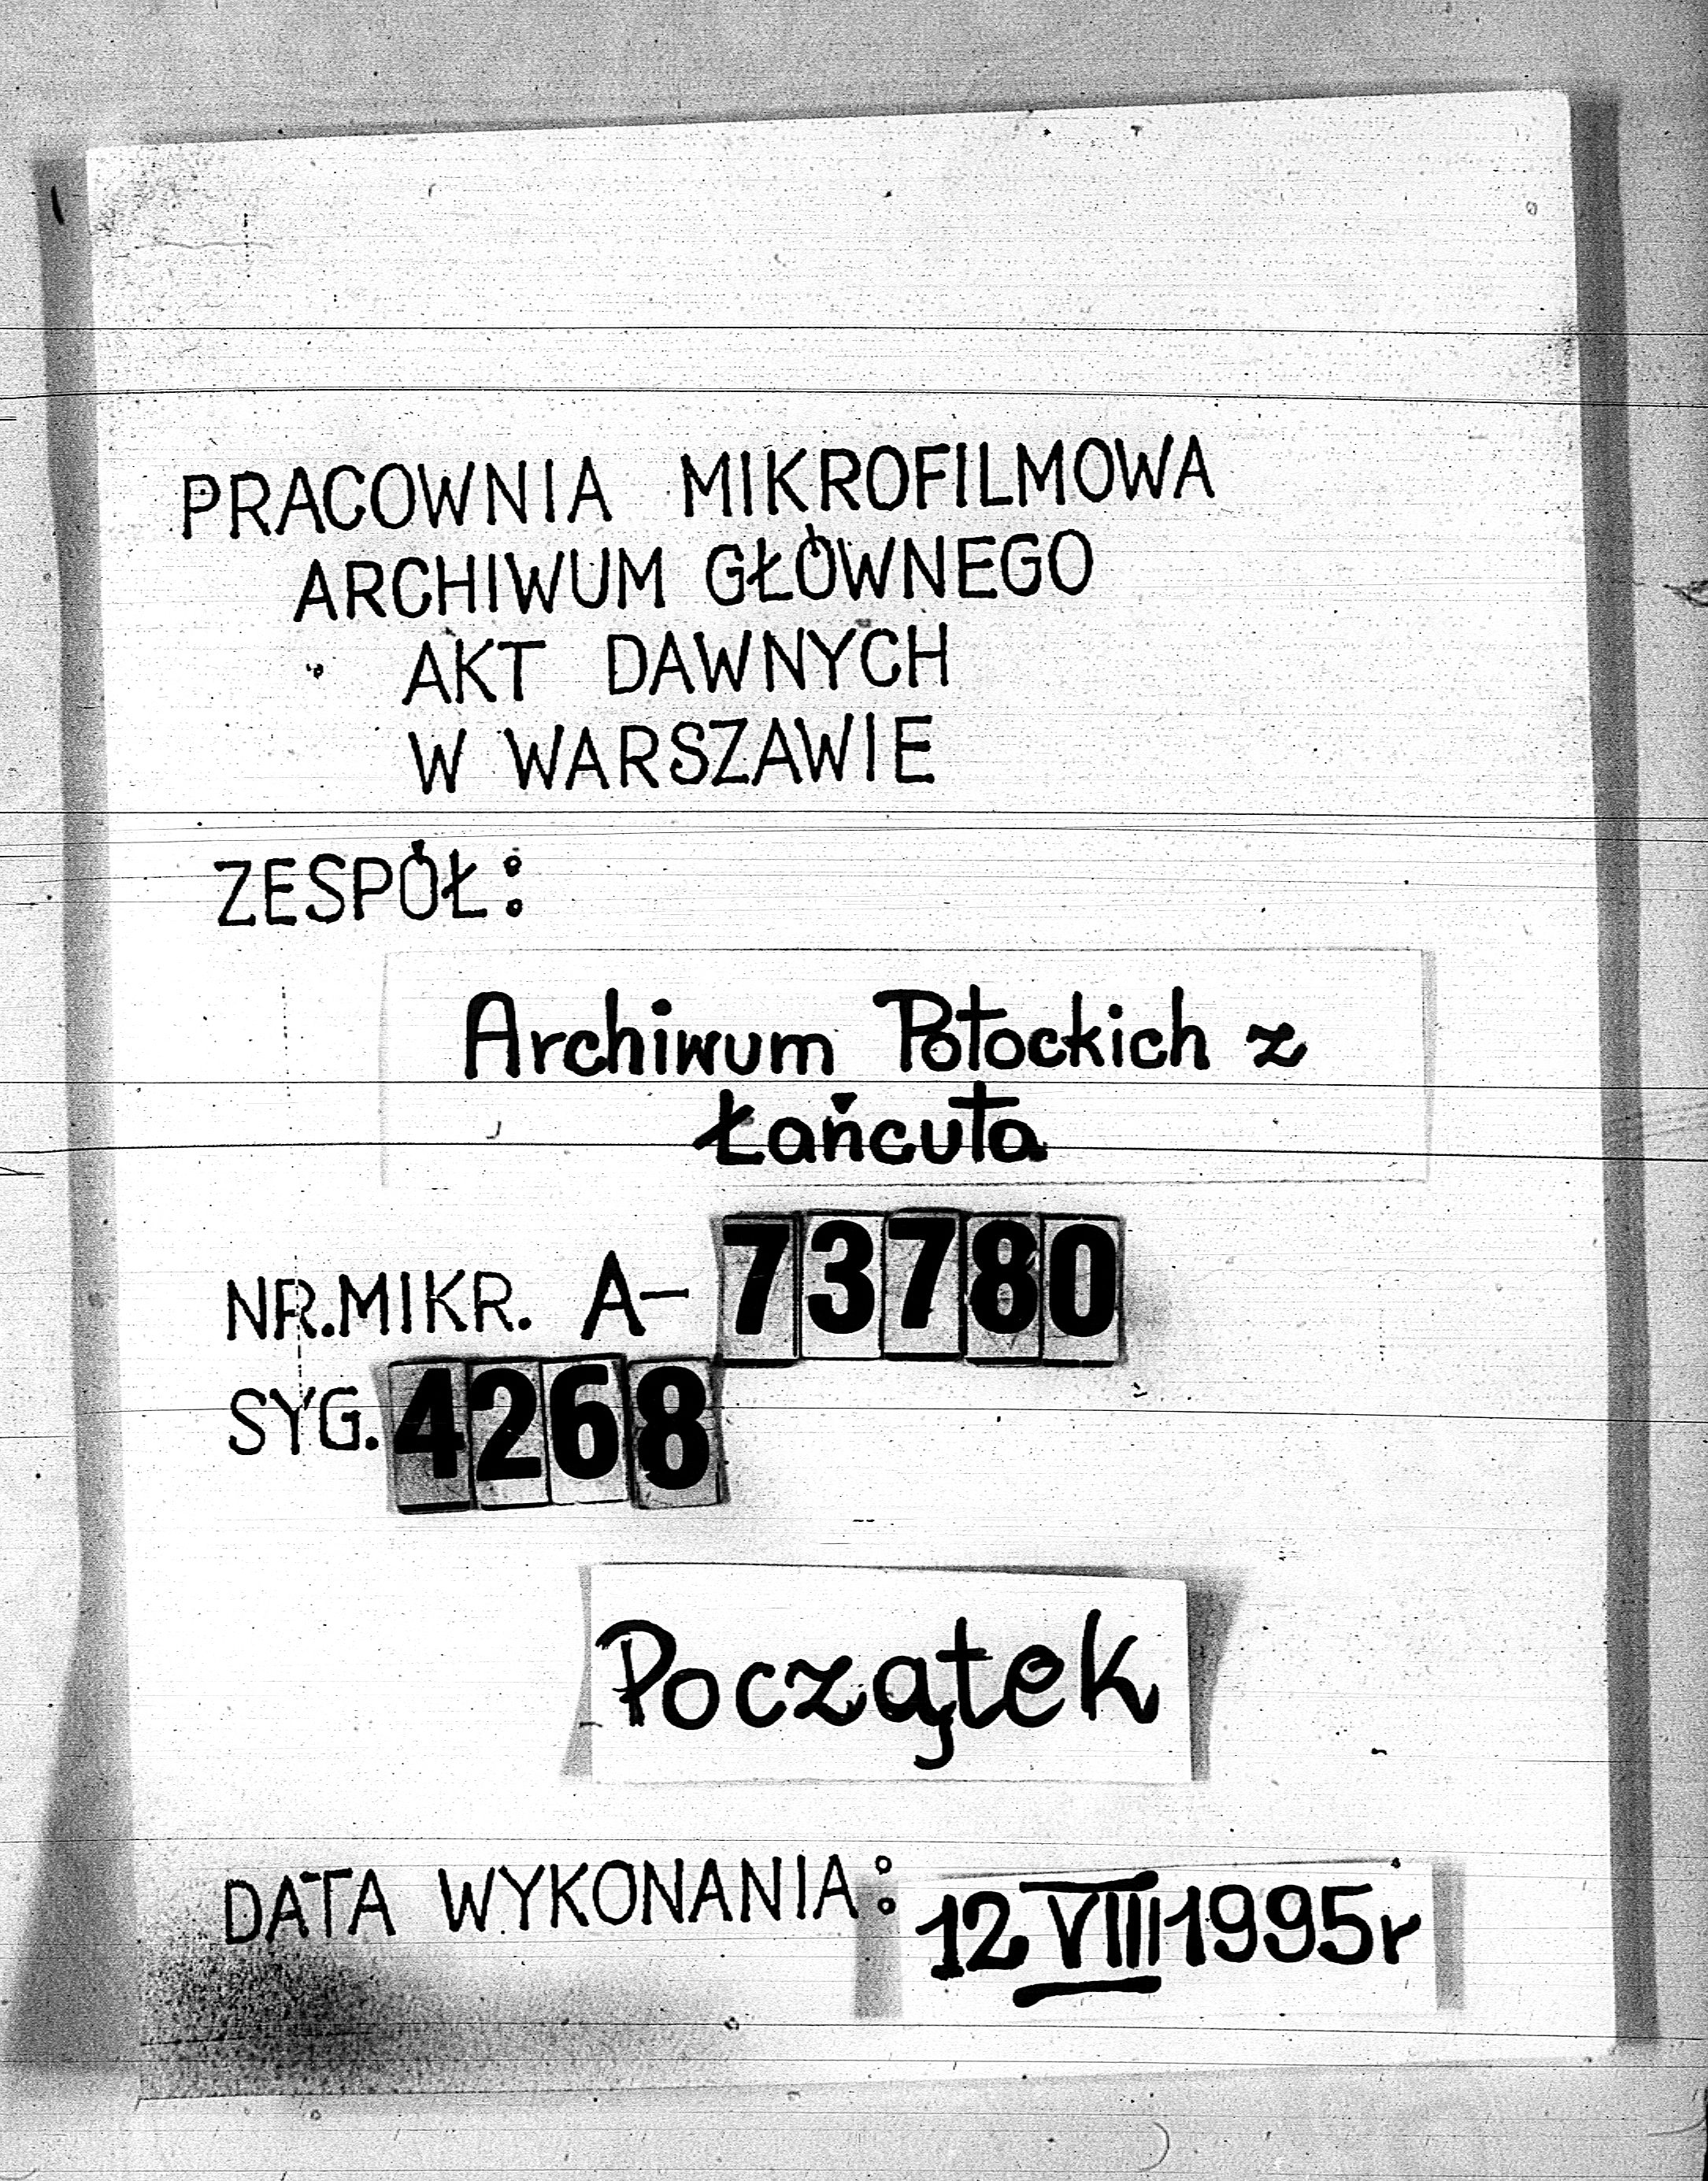 PRACOWNIA MIKROFILMOWA
ARCHIWUM GŁÓWNEGO
AKT DAWNYCH
W WARSZAWIE
ZESPÓŁ:
Archiwum Potockich z
Łańcuta
NR.MIKR. A-73780
SYG. 4268
Początek
DATA WYKONANIA: 12 VIII 1995r